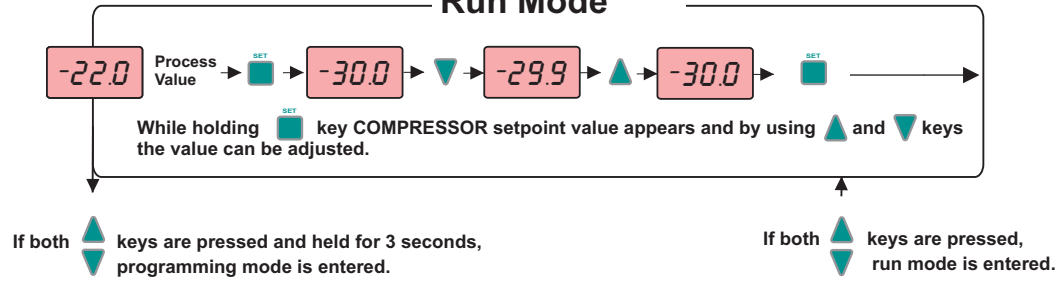 Run Mode
-22.0 Process Value SET -30.0 -29.9 -30.0 SET
While holding SET key COMPRESSOR setpoint value appears and by using and keys
the value can be adjusted.
If both keys are pressed and held for 3 seconds,
programming mode is entered.
If both keys are pressed,
run mode is entered.